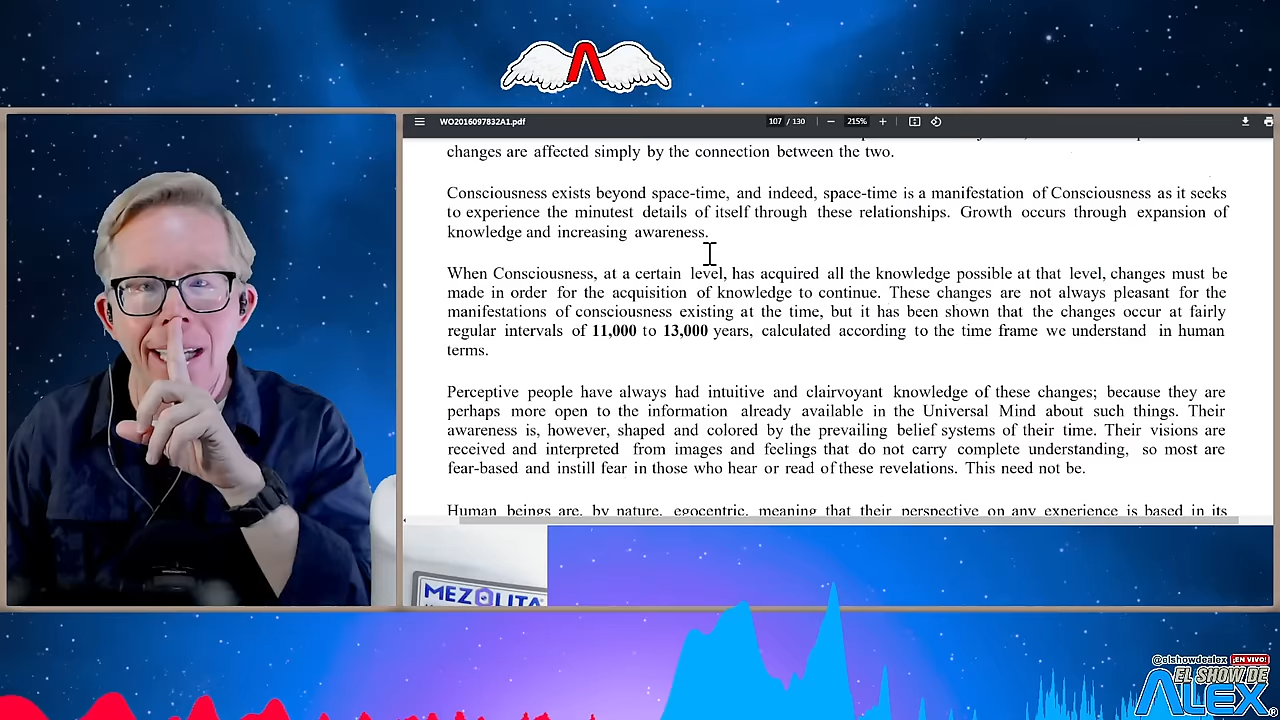 WO2016097832A1.pdf
107 / 130
215%
changes are affected simply by the connection between the two.
Consciousness exists beyond space-time, and indeed, space-time is a manifestation of Consciousness as it seeks
to experience the minutest details of itself through these relationships. Growth occurs through expansion of
knowledge and increasing awareness.
When Consciousness, at a certain level, has acquired all the knowledge possible at that level, changes must be
made in order for the acquisition of knowledge to continue. These changes are not always pleasant for the
manifestations of consciousness existing at the time, but it has been shown that the changes occur at fairly
regular intervals of 11,000 to 13,000 years, calculated according to the time frame we understand in human
terms.
Perceptive people have always had intuitive and clairvoyant knowledge of these changes; because they are
perhaps more open to the information already available in the Universal Mind about such things. Their
awareness is, however, shaped and colored by the prevailing belief systems of their time. Their visions are
received and interpreted from images and feelings that do not carry complete understanding, so most are
fear-based and instill fear in those who hear or read of these revelations. This need not be.
Human beings are, by nature, egocentric, meaning that their perspective on any experience is based in its
MEZQLITA
@elshowdealex ¡EN VIVO!
EL SHOW DE
ALEX